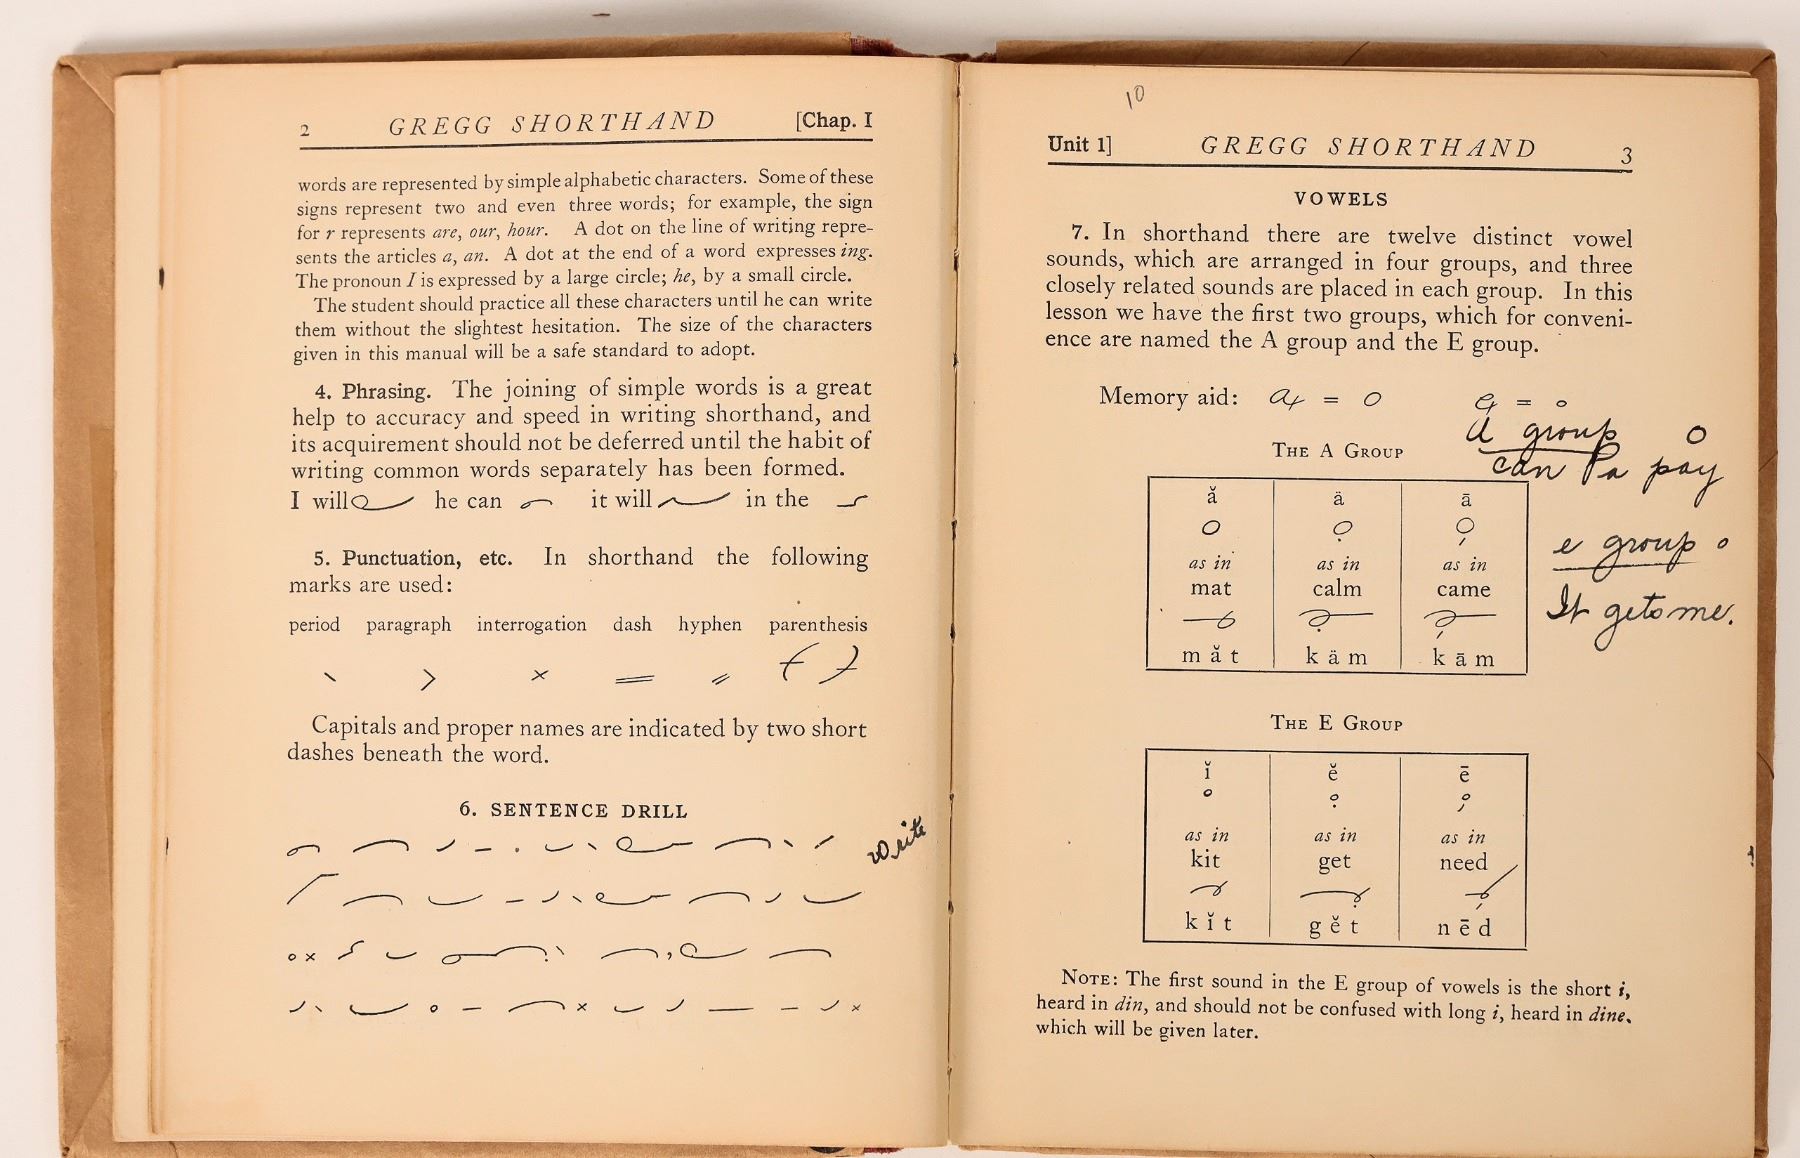 2 GREGG SHORTHAND [Chap. I
words are represented by simple alphabetic characters. Some of these
signs represent two and even three words; for example, the sign
for r represents are, our, hour. A dot on the line of writing repre-
sents the articles a, an. A dot at the end of a word expresses ing.
The pronoun I is expressed by a large circle; he, by a small circle.
The student should practice all these characters until he can write
them without the slightest hesitation. The size of the characters
given in this manual will be a safe standard to adopt.
4. Phrasing. The joining of simple words is a great
help to accuracy and speed in writing shorthand, and
its acquirement should not be deferred until the habit of
writing common words separately has been formed.
I will he can it will in the
5. Punctuation, etc. In shorthand the following
marks are used:
period paragraph interrogation dash hyphen parenthesis
Capitals and proper names are indicated by two short
dashes beneath the word.
6. SENTENCE DRILL
write
10
Unit 1] GREGG SHORTHAND 3
VOWELS
7. In shorthand there are twelve distinct vowel
sounds, which are arranged in four groups, and three
closely related sounds are placed in each group. In this
lesson we have the first two groups, which for conveni-
ence are named the A group and the E group.
Memory aid: a = o e = o
A group o
can Pa pay
THE A GROUP
ă ä ā
as in as in as in
mat calm came
m ă t k ä m k ā m
e group o
It gets me.
THE E GROUP
ĭ ĕ ē
as in as in as in
kit get need
k ĭ t g ĕ t n ē d
NOTE: The first sound in the E group of vowels is the short i,
heard in din, and should not be confused with long i, heard in dine,
which will be given later.